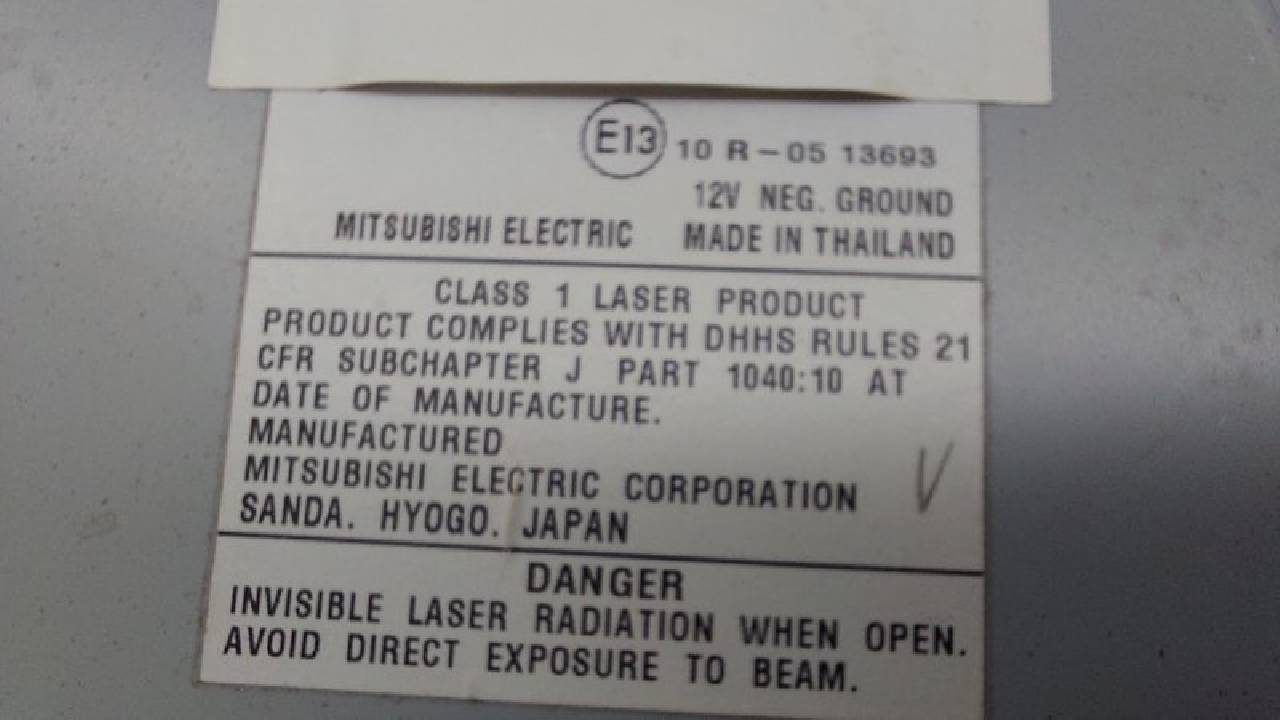 E13 10 R-05 13693
12V NEG. GROUND
MITSUBISHI ELECTRIC MADE IN THAILAND
CLASS 1 LASER PRODUCT
PRODUCT COMPLIES WITH DHHS RULES 21
CFR SUBCHAPTER J PART 1040:10 AT
DATE OF MANUFACTURE.
MANUFACTURED
MITSUBISHI ELECTRIC CORPORATION
SANDA. HYOGO. JAPAN
V
DANGER
INVISIBLE LASER RADIATION WHEN OPEN.
AVOID DIRECT EXPOSURE TO BEAM.